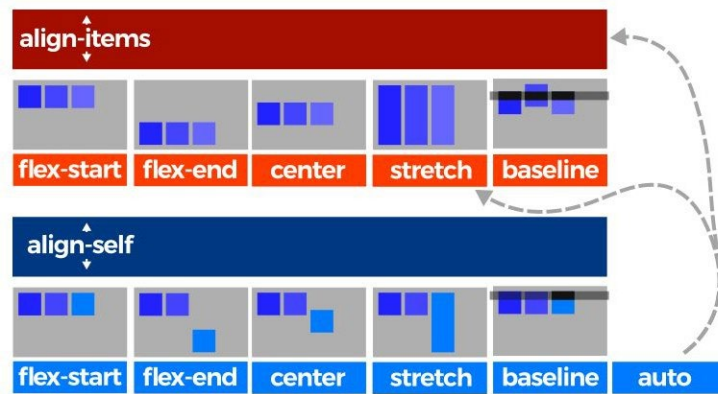 align-items
flex-start flex-end center stretch baseline
align-self
flex-start flex-end center stretch baseline auto